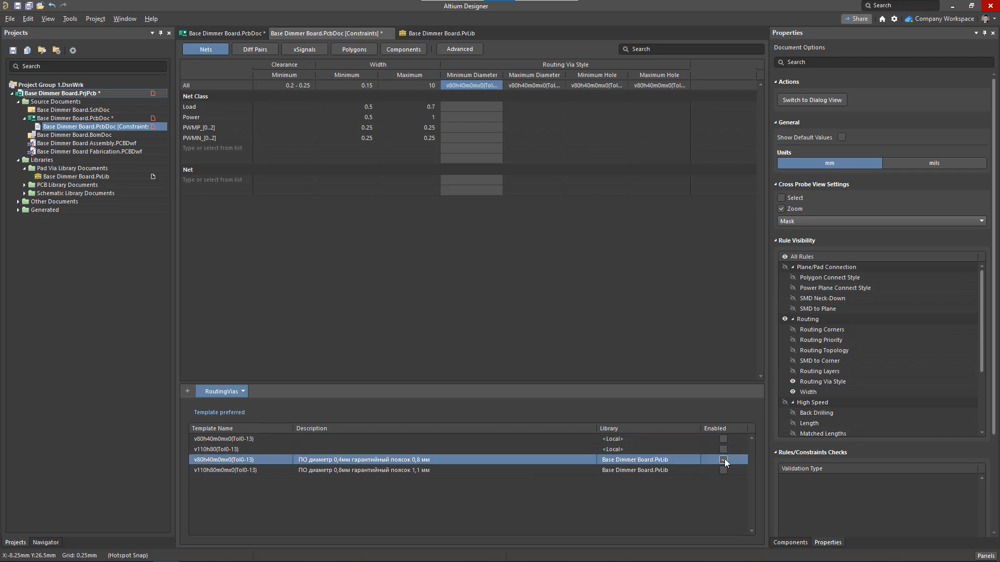 Altium Designer
Search
File Edit View Tools Project Window Help
Share
Company Workspace
Projects
Search
Project Group 1.DsnWrk
Base Dimmer Board.PrjPcb *
Source Documents
Base Dimmer Board.SchDoc
Base Dimmer Board.PcbDoc *
Base Dimmer Board.PcbDoc [Constraints
Base Dimmer Board.BomDoc
Base Dimmer Board Assembly.PCBDwf
Base Dimmer Board Fabrication.PCBDwf
Libraries
Pad Via Library Documents
Base Dimmer Board.PvLib
PCB Library Documents
Schematic Library Documents
Other Documents
Generated
Projects Navigator
Base Dimmer Board.PcbDoc * Base Dimmer Board.PcbDoc [Constraints] * Base Dimmer Board.PvLib
Nets Diff Pairs xSignals Polygons Components Advanced Search
Clearance Width Routing Via Style
Minimum Minimum Maximum Minimum Diameter Maximum Diameter Minimum Hole Maximum Hole
All 0.2 - 0.25 0.15 10 v80h40m0mx0(Tol... v80h40m0mx0(Tol... v80h40m0mx0(Tol... v80h40m0mx0(Tol...
Net Class
Load 0.5 0.7
Power 0.5 1
PWMP_[0..2] 0.25 0.25
PWMN_[0..2] 0.25 0.25
Type or select from list
Net
Type or select from list
+ RoutingVias
Template preferred
Template Name Description Library Enabled
v80h40m0mx0(Tol0-13) <Local>
v110h80(Tol0-13) <Local>
v80h40m0mx0(Tol0-13) ПО диаметр 0,4мм гарантийный поясок 0,8 мм Base Dimmer Board.PvLib
v110h80m0mx0(Tol0-13) ПО диаметр 0,8мм гарантийный поясок 1,1 мм Base Dimmer Board.PvLib
Properties
Document Options
Search
Actions
Switch to Dialog View
General
Show Default Values
Units
mm mils
Cross Probe View Settings
Select
Zoom
Mask
Rule Visibility
All Rules
Plane/Pad Connection
Polygon Connect Style
Power Plane Connect Style
SMD Neck-Down
SMD to Plane
Routing
Routing Corners
Routing Priority
Routing Topology
SMD to Corner
Routing Layers
Routing Via Style
Width
High Speed
Back Drilling
Length
Matched Lengths
Rules/Constraints Checks
Validation Type
Components Properties
X:-8.25mm Y:26.5mm Grid: 0.25mm (Hotspot Snap)
Panels